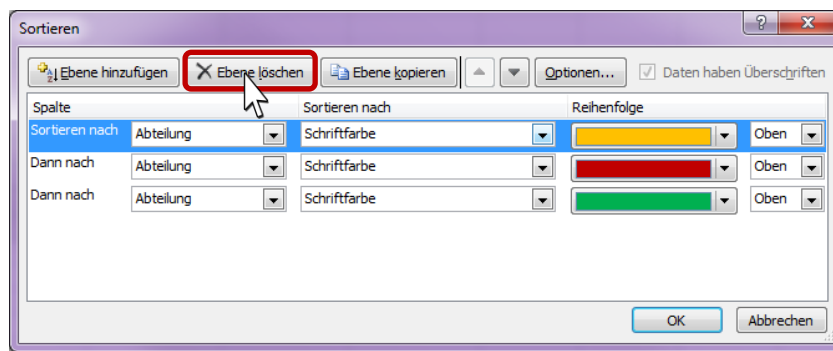 Sortieren
Ebene hinzufügen Ebene löschen Ebene kopieren Optionen... Daten haben Überschriften
Spalte Sortieren nach Reihenfolge
Sortieren nach Abteilung Schriftfarbe Oben
Dann nach Abteilung Schriftfarbe Oben
Dann nach Abteilung Schriftfarbe Oben
OK Abbrechen